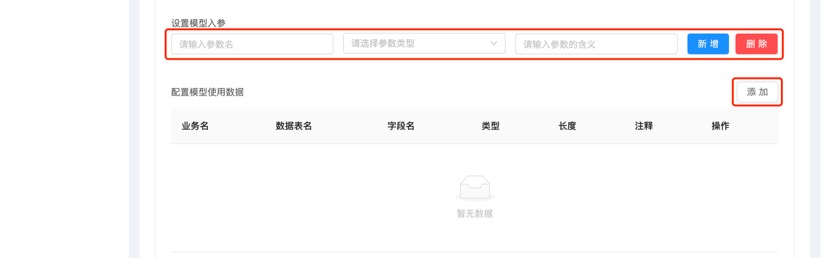 设置模型入参
请输入参数名 请选择参数类型 请输入参数的含义 新增 删除
配置模型使用数据 添加
业务名 数据表名 字段名 类型 长度 注释 操作
暂无数据